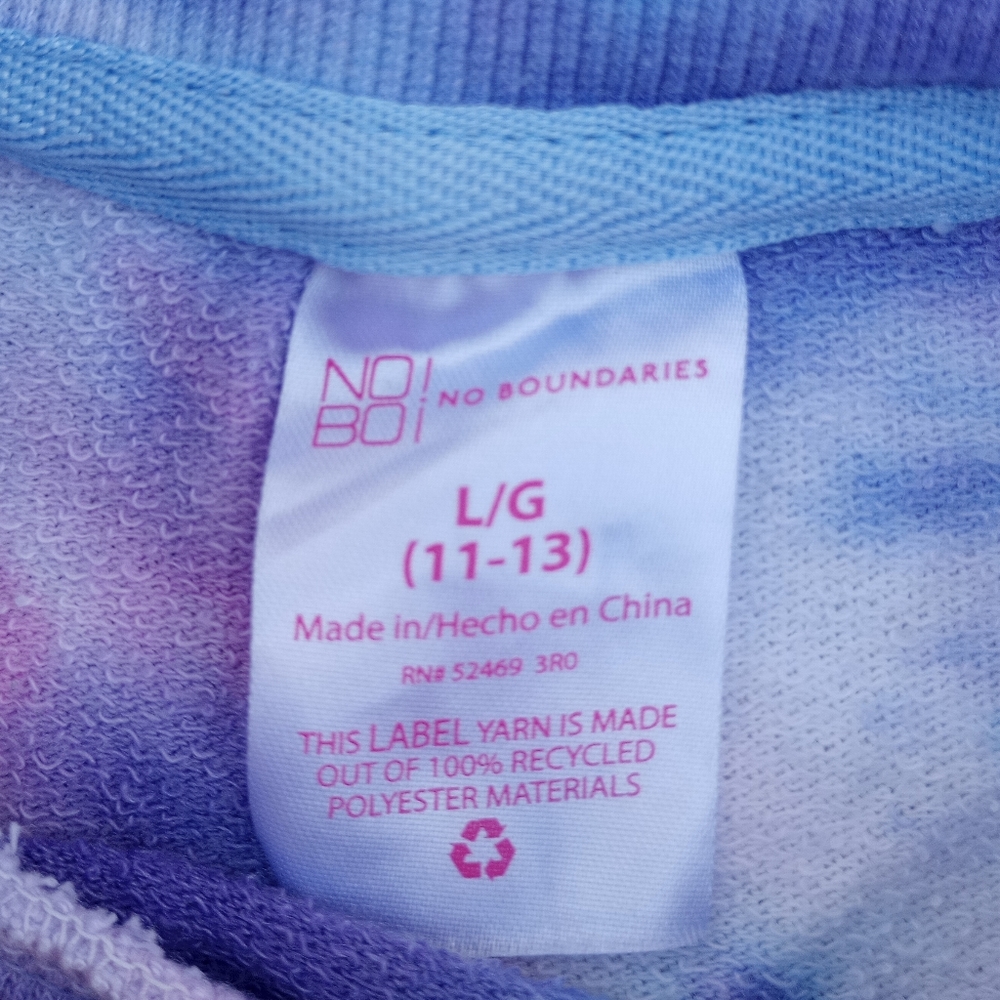 NO!
BO¡
NO BOUNDARIES
L/G
(11-13)
Made in/Hecho en China
RN# 52469 3R0
THIS LABEL YARN IS MADE
OUT OF 100% RECYCLED
POLYESTER MATERIALS